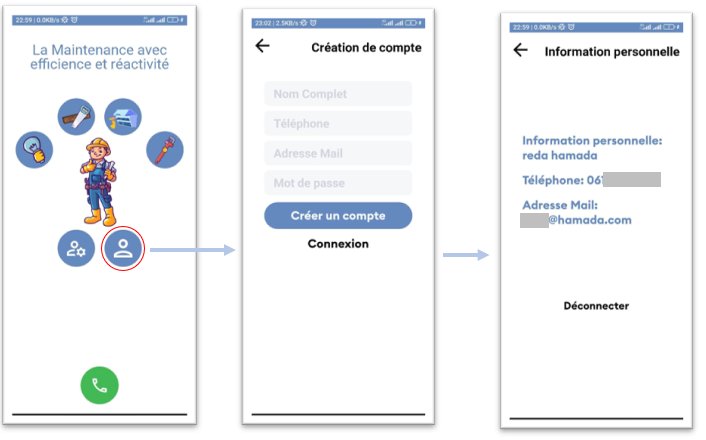 22:59 | 0.0KB/s
La Maintenance avec
efficience et réactivité
23:02 | 2.5KB/s
Création de compte
Nom Complet
Téléphone
Adresse Mail
Mot de passe
Créer un compte
Connexion
22:59 | 0.0KB/s
Information personnelle
Information personnelle:
reda hamada
Téléphone: 06
Adresse Mail:
@hamada.com
Déconnecter